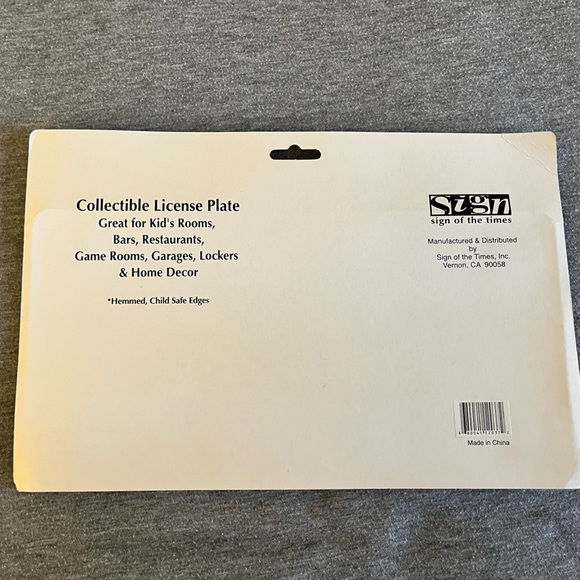 Collectible License Plate
Great for Kid's Rooms,
Bars, Restaurants,
Game Rooms, Garages, Lockers
& Home Decor
*Hemmed, Child Safe Edges
Sign
sign of the times
Manufactured & Distributed
by
Sign of the Times, Inc.
Vernon, CA 90058
Made in China